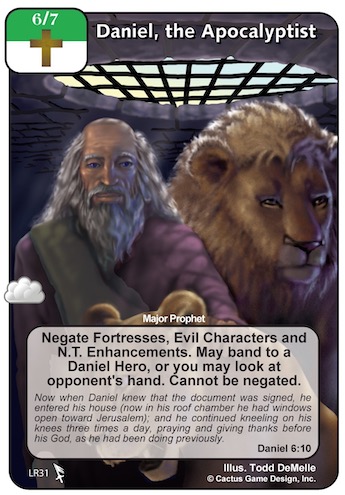 6/7
Daniel, the Apocalyptist
Major Prophet
Negate Fortresses, Evil Characters and
N.T. Enhancements. May band to a
Daniel Hero, or you may look at
opponent's hand. Cannot be negated.
Now when Daniel knew that the document was signed, he
entered his house (now in his roof chamber he had windows
open toward Jerusalem); and he continued kneeling on his
knees three times a day, praying and giving thanks before
his God, as he had been doing previously.
Daniel 6:10
LR31
Illus. Todd DeMelle
© Cactus Game Design, Inc.